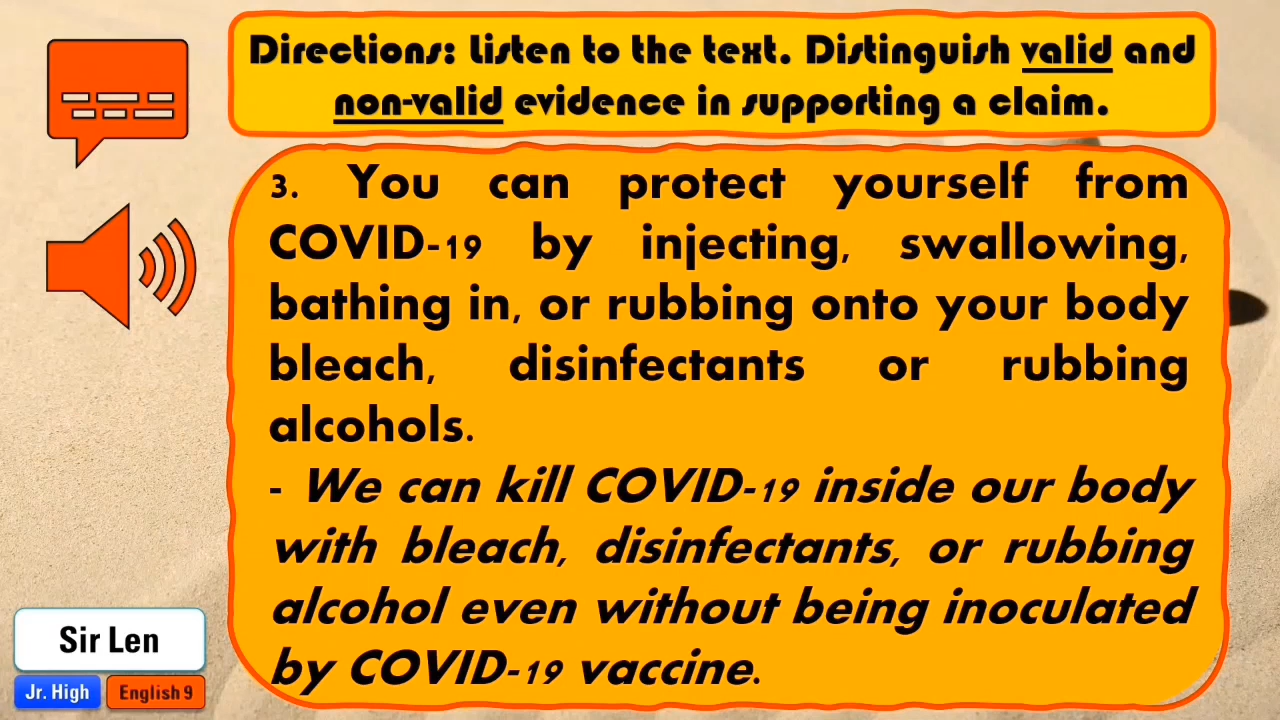 Directions: Listen to the text. Distinguish valid and
non-valid evidence in supporting a claim.
3. You can protect yourself from
COVID-19 by injecting, swallowing,
bathing in, or rubbing onto your body
bleach, disinfectants or rubbing
alcohols.
- We can kill COVID-19 inside our body
with bleach, disinfectants, or rubbing
alcohol even without being inoculated
by COVID-19 vaccine.
Sir Len
Jr. High English 9